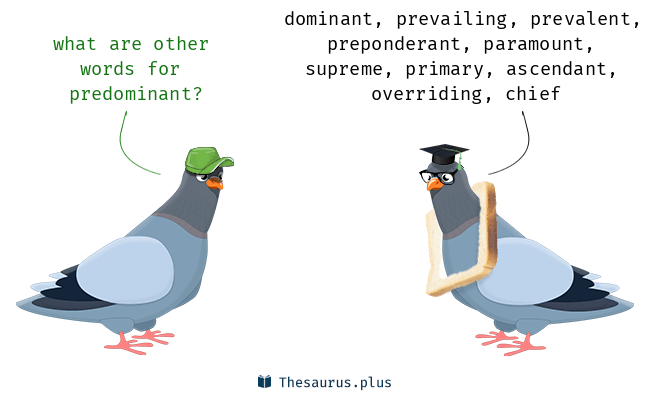 what are other
words for
predominant?
dominant, prevailing, prevalent,
preponderant, paramount,
supreme, primary, ascendant,
overriding, chief
Thesaurus.plus